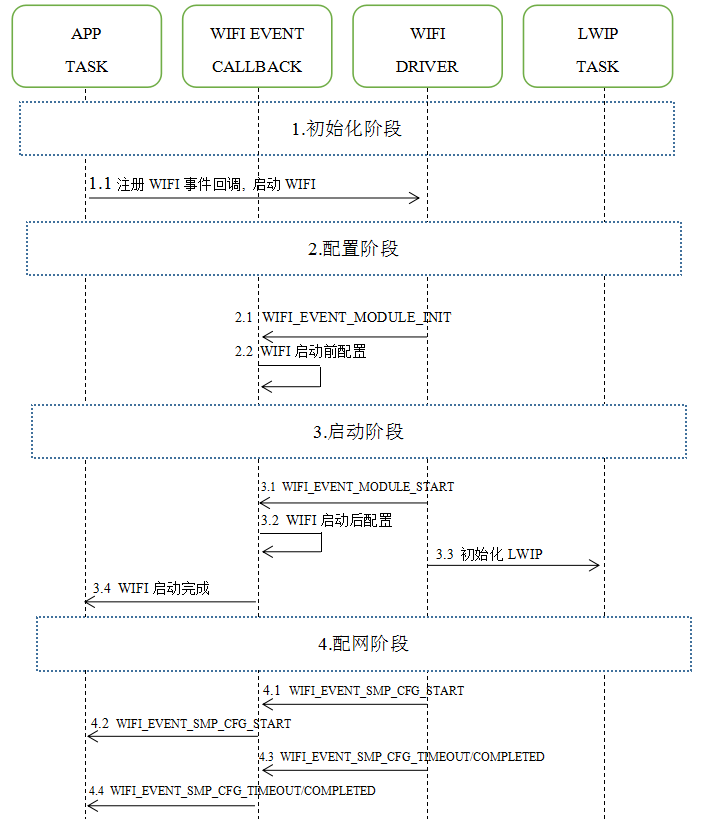 APP
TASK
WIFI EVENT
CALLBACK
WIFI
DRIVER
LWIP
TASK
1.初始化阶段
1.1 注册 WIFI 事件回调, 启动 WIFI
2.配置阶段
2.1 WIFI_EVENT_MODULE_INIT
2.2 WIFI 启动前配置
3.启动阶段
3.1 WIFI_EVENT_MODULE_START
3.2 WIFI 启动后配置
3.3 初始化 LWIP
3.4 WIFI 启动完成
4.配网阶段
4.1 WIFI_EVENT_SMP_CFG_START
4.2 WIFI_EVENT_SMP_CFG_START
4.3 WIFI_EVENT_SMP_CFG_TIMEOUT/COMPLETED
4.4 WIFI_EVENT_SMP_CFG_TIMEOUT/COMPLETED